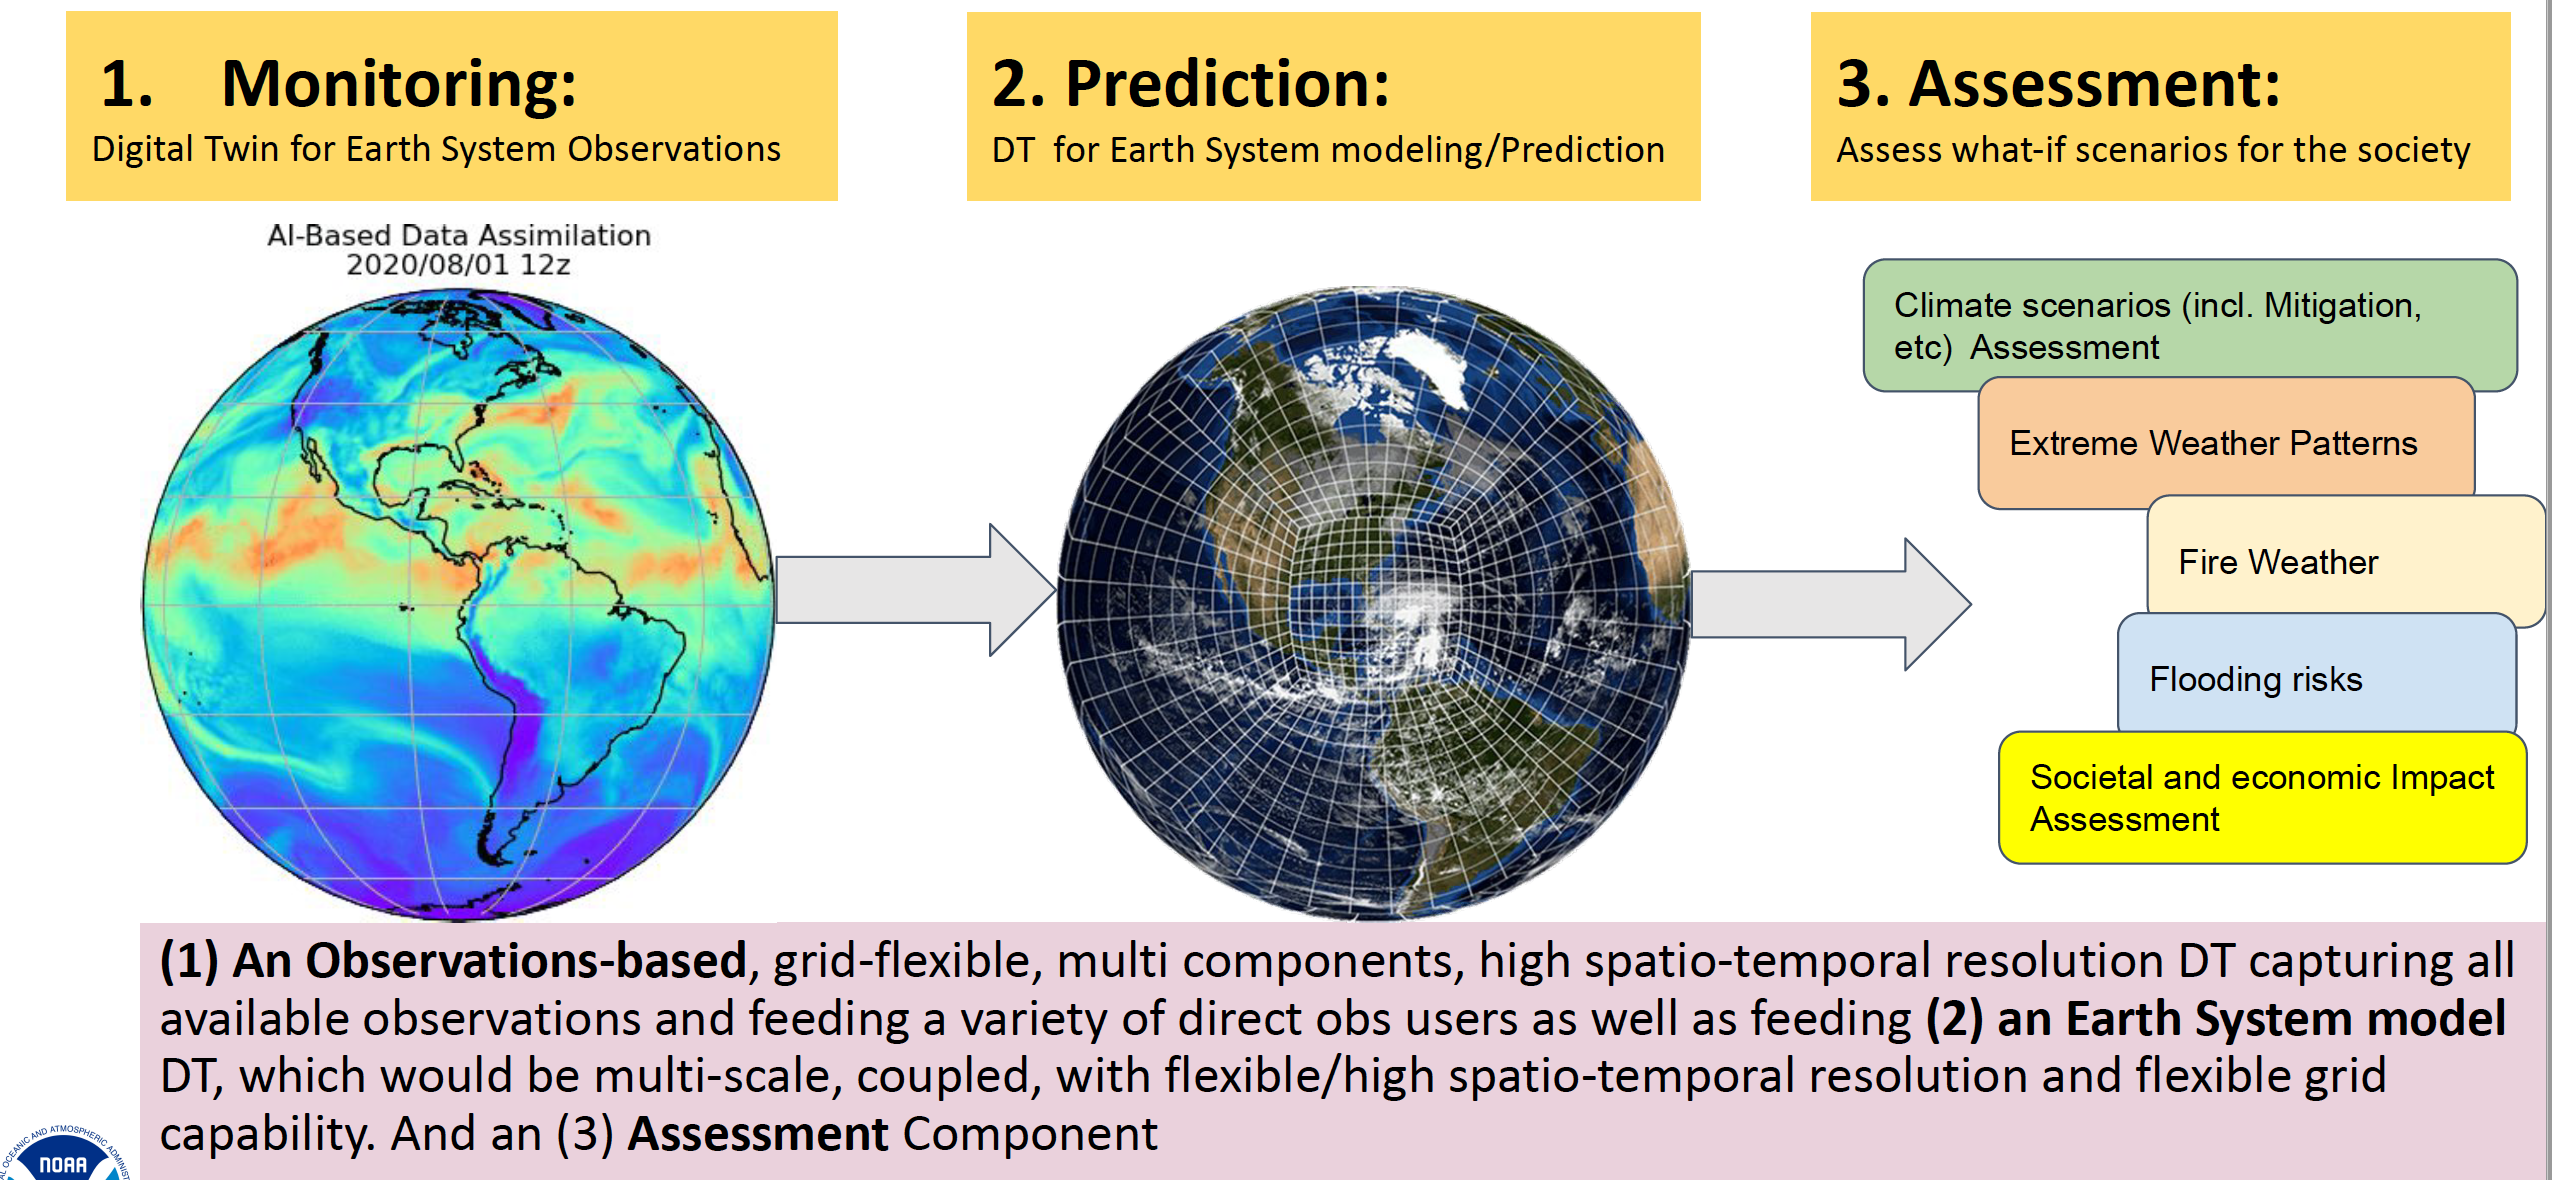 1. Monitoring:
Digital Twin for Earth System Observations
2. Prediction:
DT for Earth System modeling/Prediction
3. Assessment:
Assess what-if scenarios for the society
AI-Based Data Assimilation
2020/08/01 12z
Climate scenarios (incl. Mitigation,
etc) Assessment
Extreme Weather Patterns
Fire Weather
Flooding risks
Societal and economic Impact
Assessment
(1) An Observations-based, grid-flexible, multi components, high spatio-temporal resolution DT capturing all
available observations and feeding a variety of direct obs users as well as feeding (2) an Earth System model
DT, which would be multi-scale, coupled, with flexible/high spatio-temporal resolution and flexible grid
capability. And an (3) Assessment Component
OCEANIC AND ATMOSPHERIC
NOAA